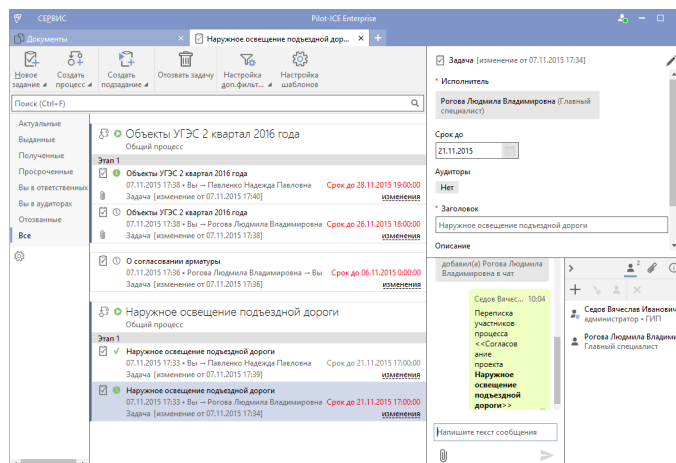 СЕРВИС
Pilot-ICE Enterprise
Документы
Наружное освещение подъездной дор...
Новое задание
Создать процесс
Создать подзадание
Отозвать задачу
Настройка доп.фильт...
Настройка шаблонов
Поиск (Ctrl+F)
Актуальные
Выданные
Полученные
Просроченные
Вы в ответственных
Вы в аудиторах
Отозванные
Все
Объекты УГЭС 2 квартал 2016 года
Общий процесс
Этап 1
Объекты УГЭС 2 квартал 2016 года
07.11.2015 17:38 • Вы → Павленко Надежда Павловна Срок до 28.11.2015 19:00:00
Задача [изменение от 07.11.2015 17:40] изменения
Объекты УГЭС 2 квартал 2016 года
07.11.2015 17:38 • Вы → Рогова Людмила Владимировна Срок до 26.11.2015 18:00:00
Задача [изменение от 07.11.2015 17:38] изменения
О согласовании арматуры
07.11.2015 17:36 • Рогова Людмила Владимировна → Вы Срок до 06.11.2015 0:00:00
Задача [изменение от 07.11.2015 17:36] изменения
Наружное освещение подъездной дороги
Общий процесс
Этап 1
Наружное освещение подъездной дороги
07.11.2015 17:33 • Вы → Павленко Надежда Павловна Срок до 21.11.2015 17:00:00
Задача [изменение от 07.11.2015 17:39] изменения
Наружное освещение подъездной дороги
07.11.2015 17:33 • Вы → Рогова Людмила Владимировна Срок до 21.11.2015 17:00:00
Задача [изменение от 07.11.2015 17:34] изменения
Задача [изменение от 07.11.2015 17:34]
* Исполнитель
Рогова Людмила Владимировна (Главный
специалист)
Срок до
21.11.2015
Аудиторы
Нет
* Заголовок
Наружное освещение подъездной дороги
Описание
добавил(а) Рогова Людмила
Владимировна в чат
Седов Вячес... 10:04
Переписка
участников
процесса
<<Согласов
ание
проекта
Наружное
освещение
подъездной
дороги>>
Напишите текст сообщения
2
Седов Вячеслав Иванович
администратор • ГИП
Рогова Людмила Владими
Главный специалист